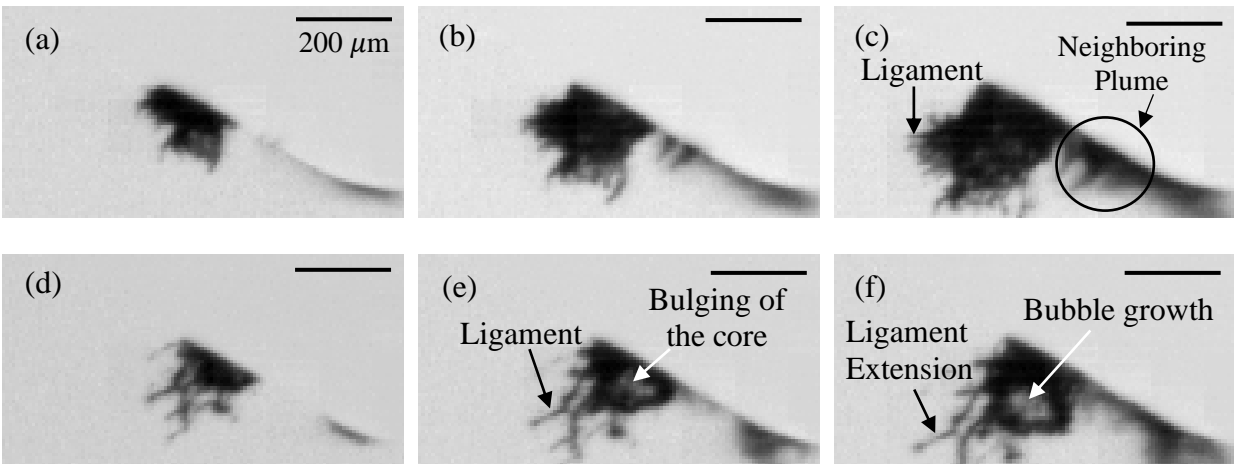 (a)
200 μm
(b)
(c)
Neighboring
Plume
Ligament
(d)
(e)
Bulging of
the core
Ligament
(f)
Bubble growth
Ligament
Extension